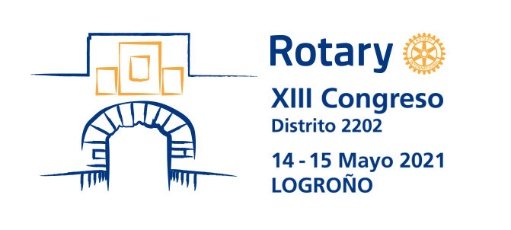 Rotary
XIII Congreso
Distrito 2202
14 - 15 Mayo 2021
LOGROÑO